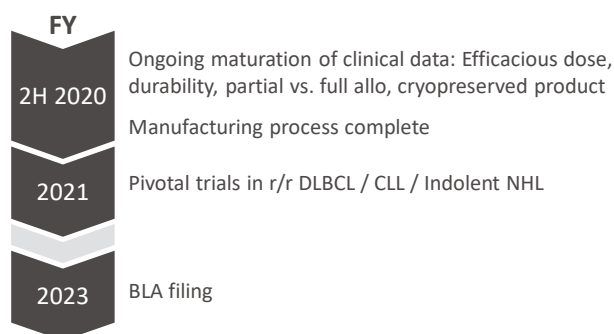 FY
2H 2020
Ongoing maturation of clinical data: Efficacious dose,
durability, partial vs. full allo, cryopreserved product
Manufacturing process complete
2021
Pivotal trials in r/r DLBCL / CLL / Indolent NHL
2023
BLA filing